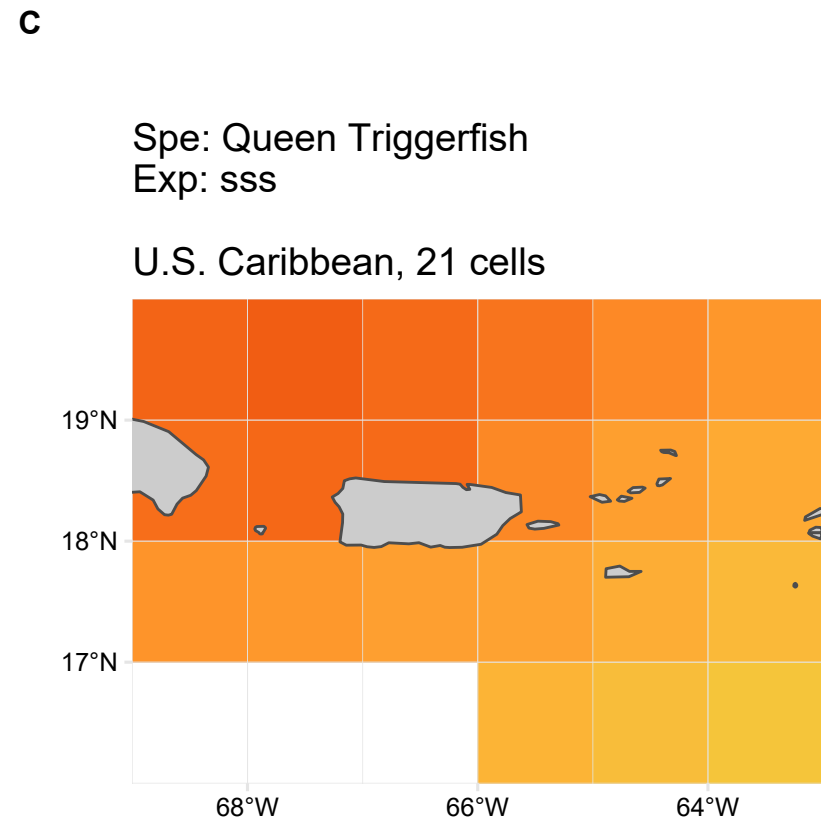 C
Spe: Queen Triggerfish
Exp: sss
U.S. Caribbean, 21 cells
19°N
18°N
17°N
68°W 66°W 64°W